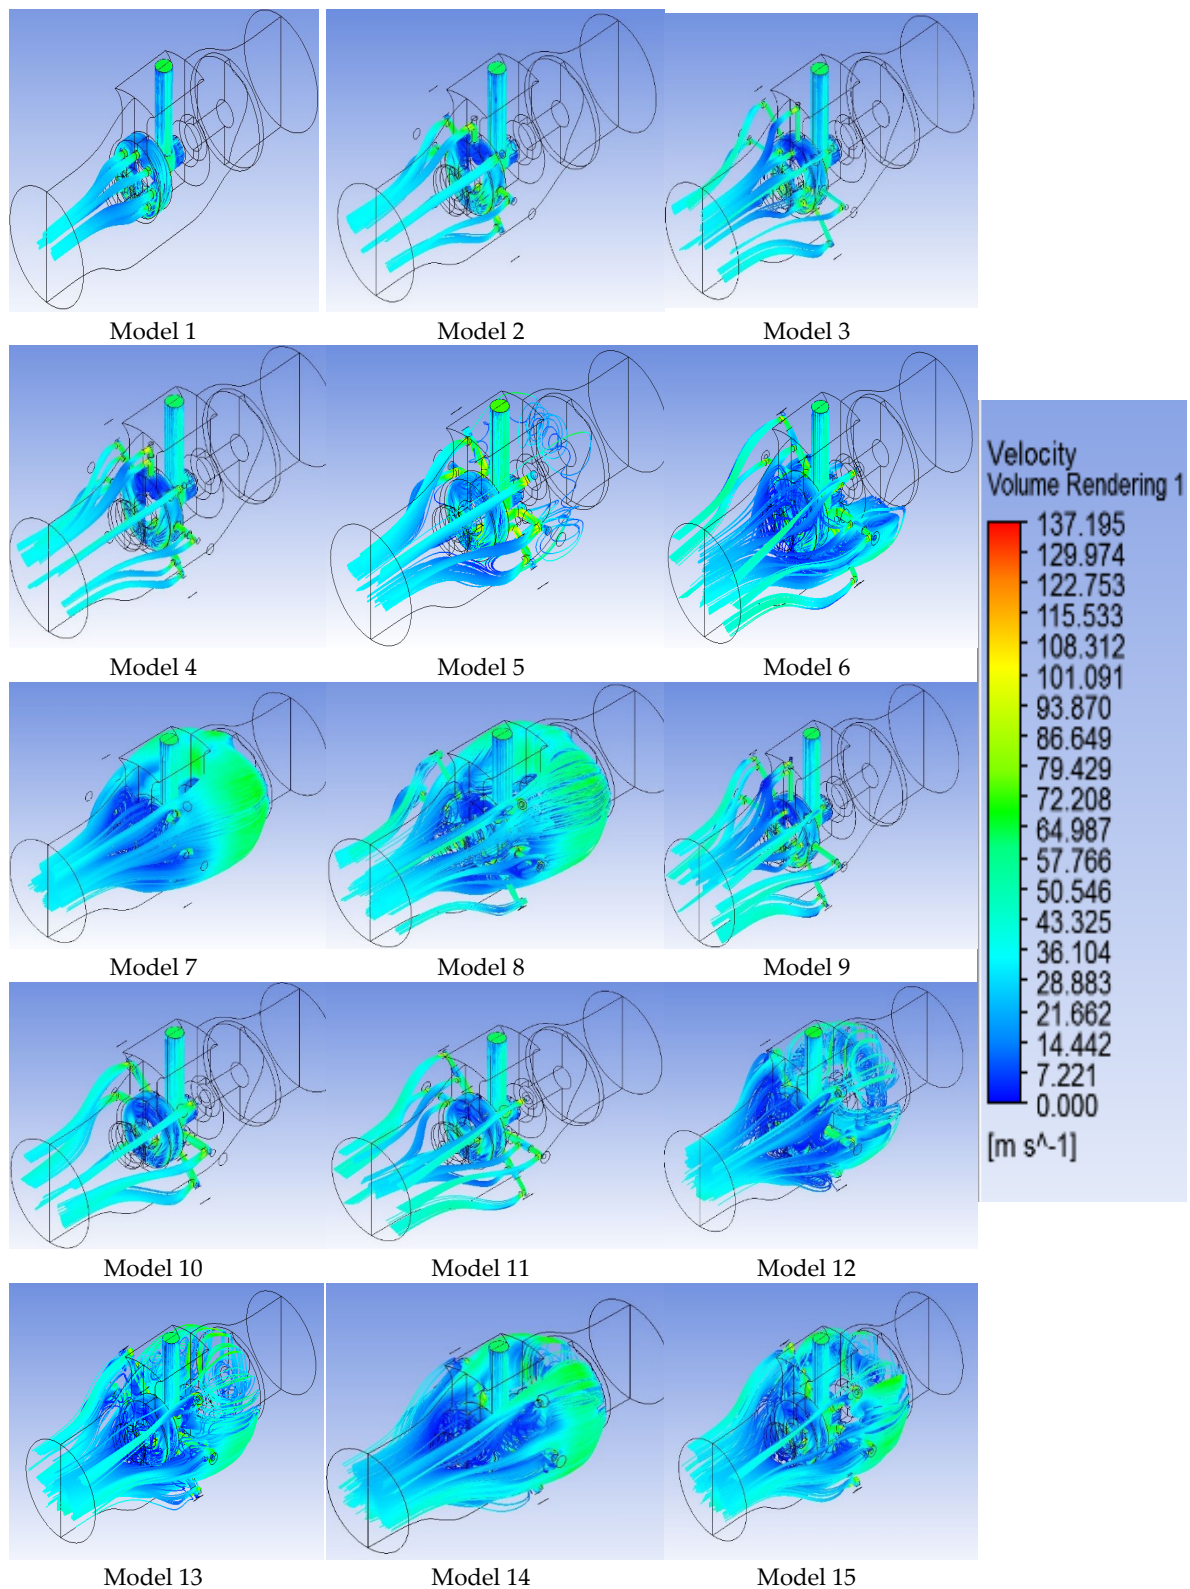 Model 1
Model 2
Model 3
Model 4
Model 5
Model 6
Velocity
Volume Rendering 1
137.195
129.974
122.753
115.533
108.312
101.091
93.870
86.649
79.429
72.208
64.987
57.766
50.546
43.325
36.104
28.883
21.662
14.442
7.221
0.000
[m s^-1]
Model 7
Model 8
Model 9
Model 10
Model 11
Model 12
Model 13
Model 14
Model 15